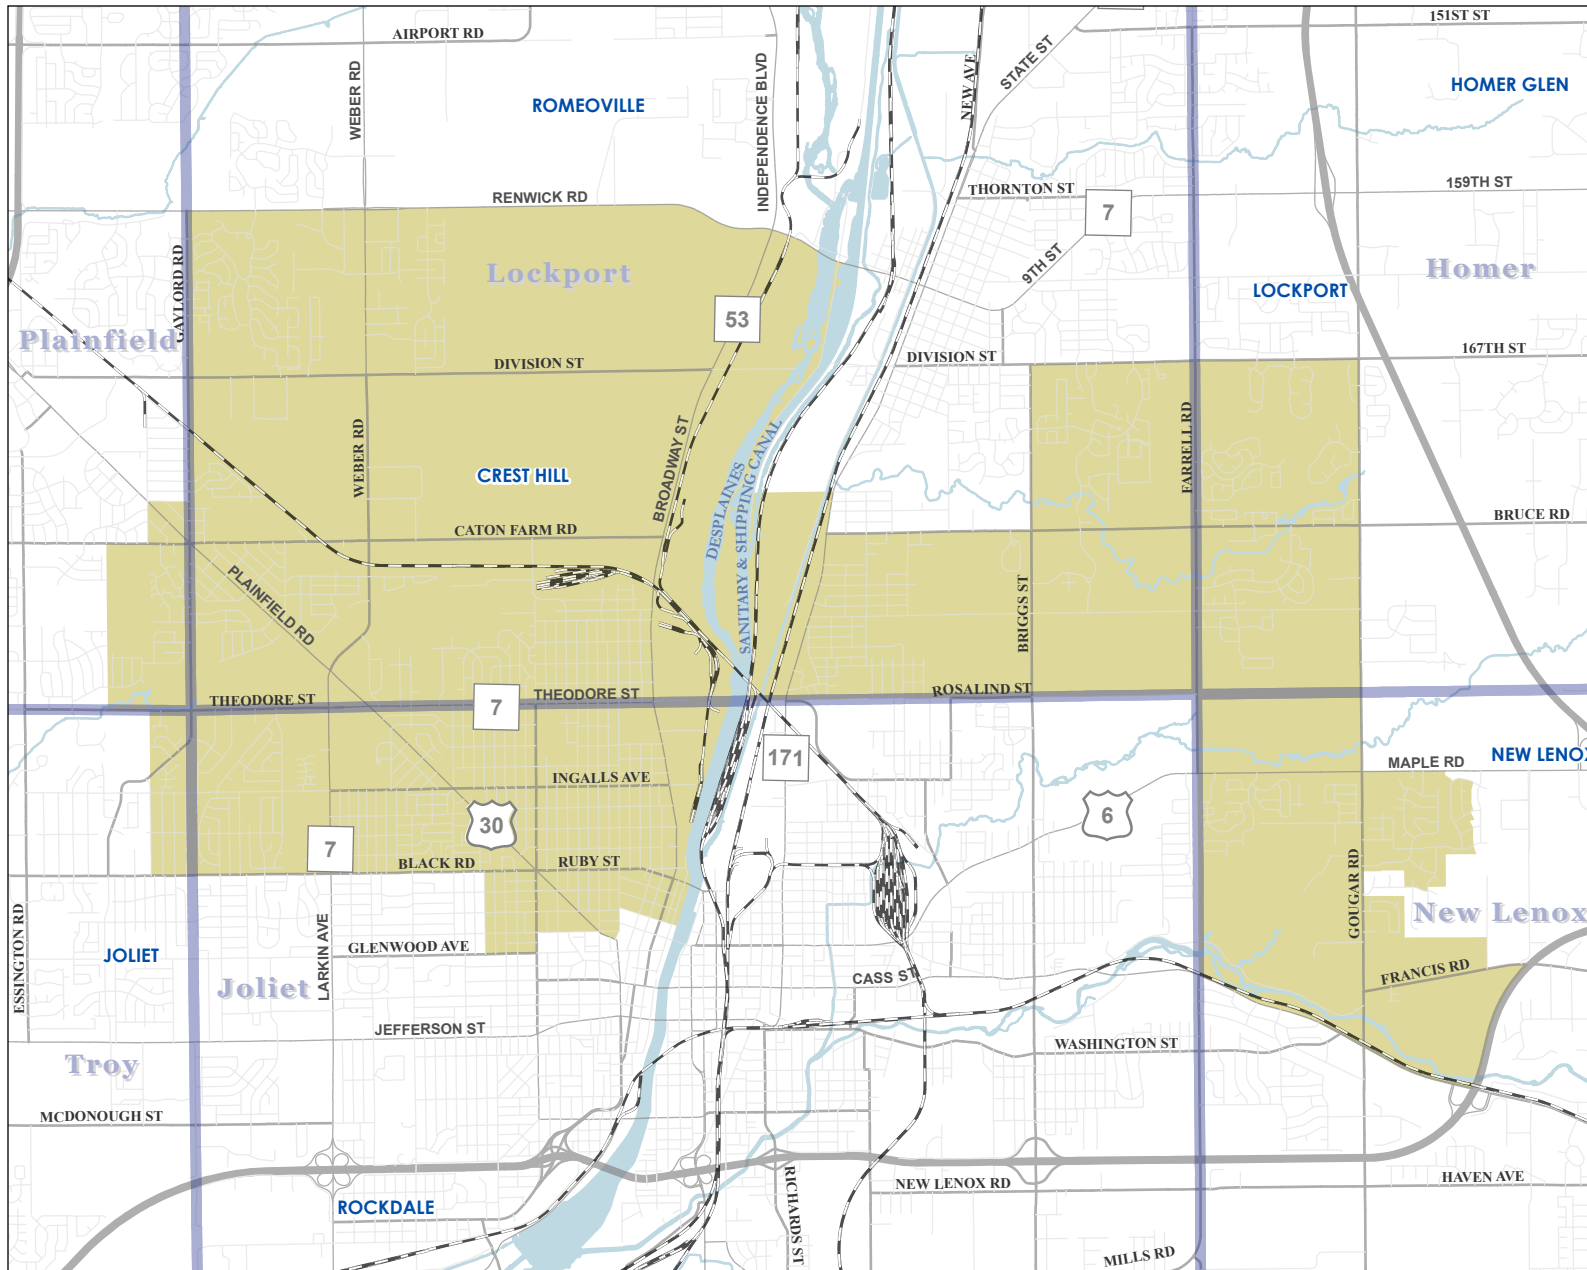 151ST ST
AIRPORT RD
STATE ST
INDEPENDENCE BLVD
NEW AVE
WEBER RD
HOMER GLEN
ROMEOVILLE
THORNTON ST
159TH ST
RENWICK RD
7
9TH ST
GAYLORD RD
Lockport
Homer
LOCKPORT
53
Plainfield
DIVISION ST
DIVISION ST
167TH ST
WEBER RD
FARRELL RD
BROADWAY ST
CREST HILL
DESPLAINES
SANITARY & SHIPPING CANAL
CATON FARM RD
BRUCE RD
PLAINFIELD RD
BRIGGS ST
THEODORE ST
THEODORE ST
ROSALIND ST
7
171
NEW LENOX
MAPLE RD
INGALLS AVE
30
6
7
BLACK RD
RUBY ST
GOUGAR RD
New Lenox
ESSINGTON RD
LARKIN AVE
GLENWOOD AVE
JOLIET
Joliet
CASS ST
FRANCIS RD
JEFFERSON ST
WASHINGTON ST
Troy
MCDONOUGH ST
RICHARDS ST
NEW LENOX RD
HAVEN AVE
ROCKDALE
MILLS RD